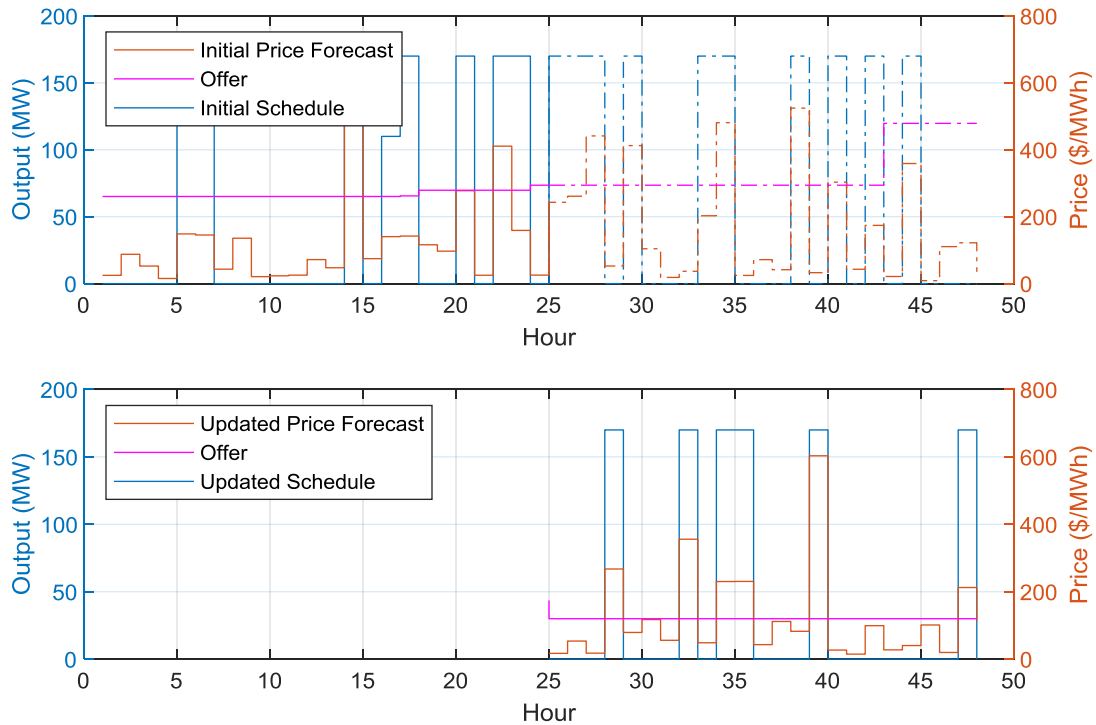 200
150
100
50
0
Output (MW)
800
600
400
200
0
Price ($/MWh)
Initial Price Forecast
Offer
Initial Schedule
0 5 10 15 20 25 30 35 40 45 50
Hour
200
150
100
50
0
Output (MW)
800
600
400
200
0
Price ($/MWh)
Updated Price Forecast
Offer
Updated Schedule
0 5 10 15 20 25 30 35 40 45 50
Hour